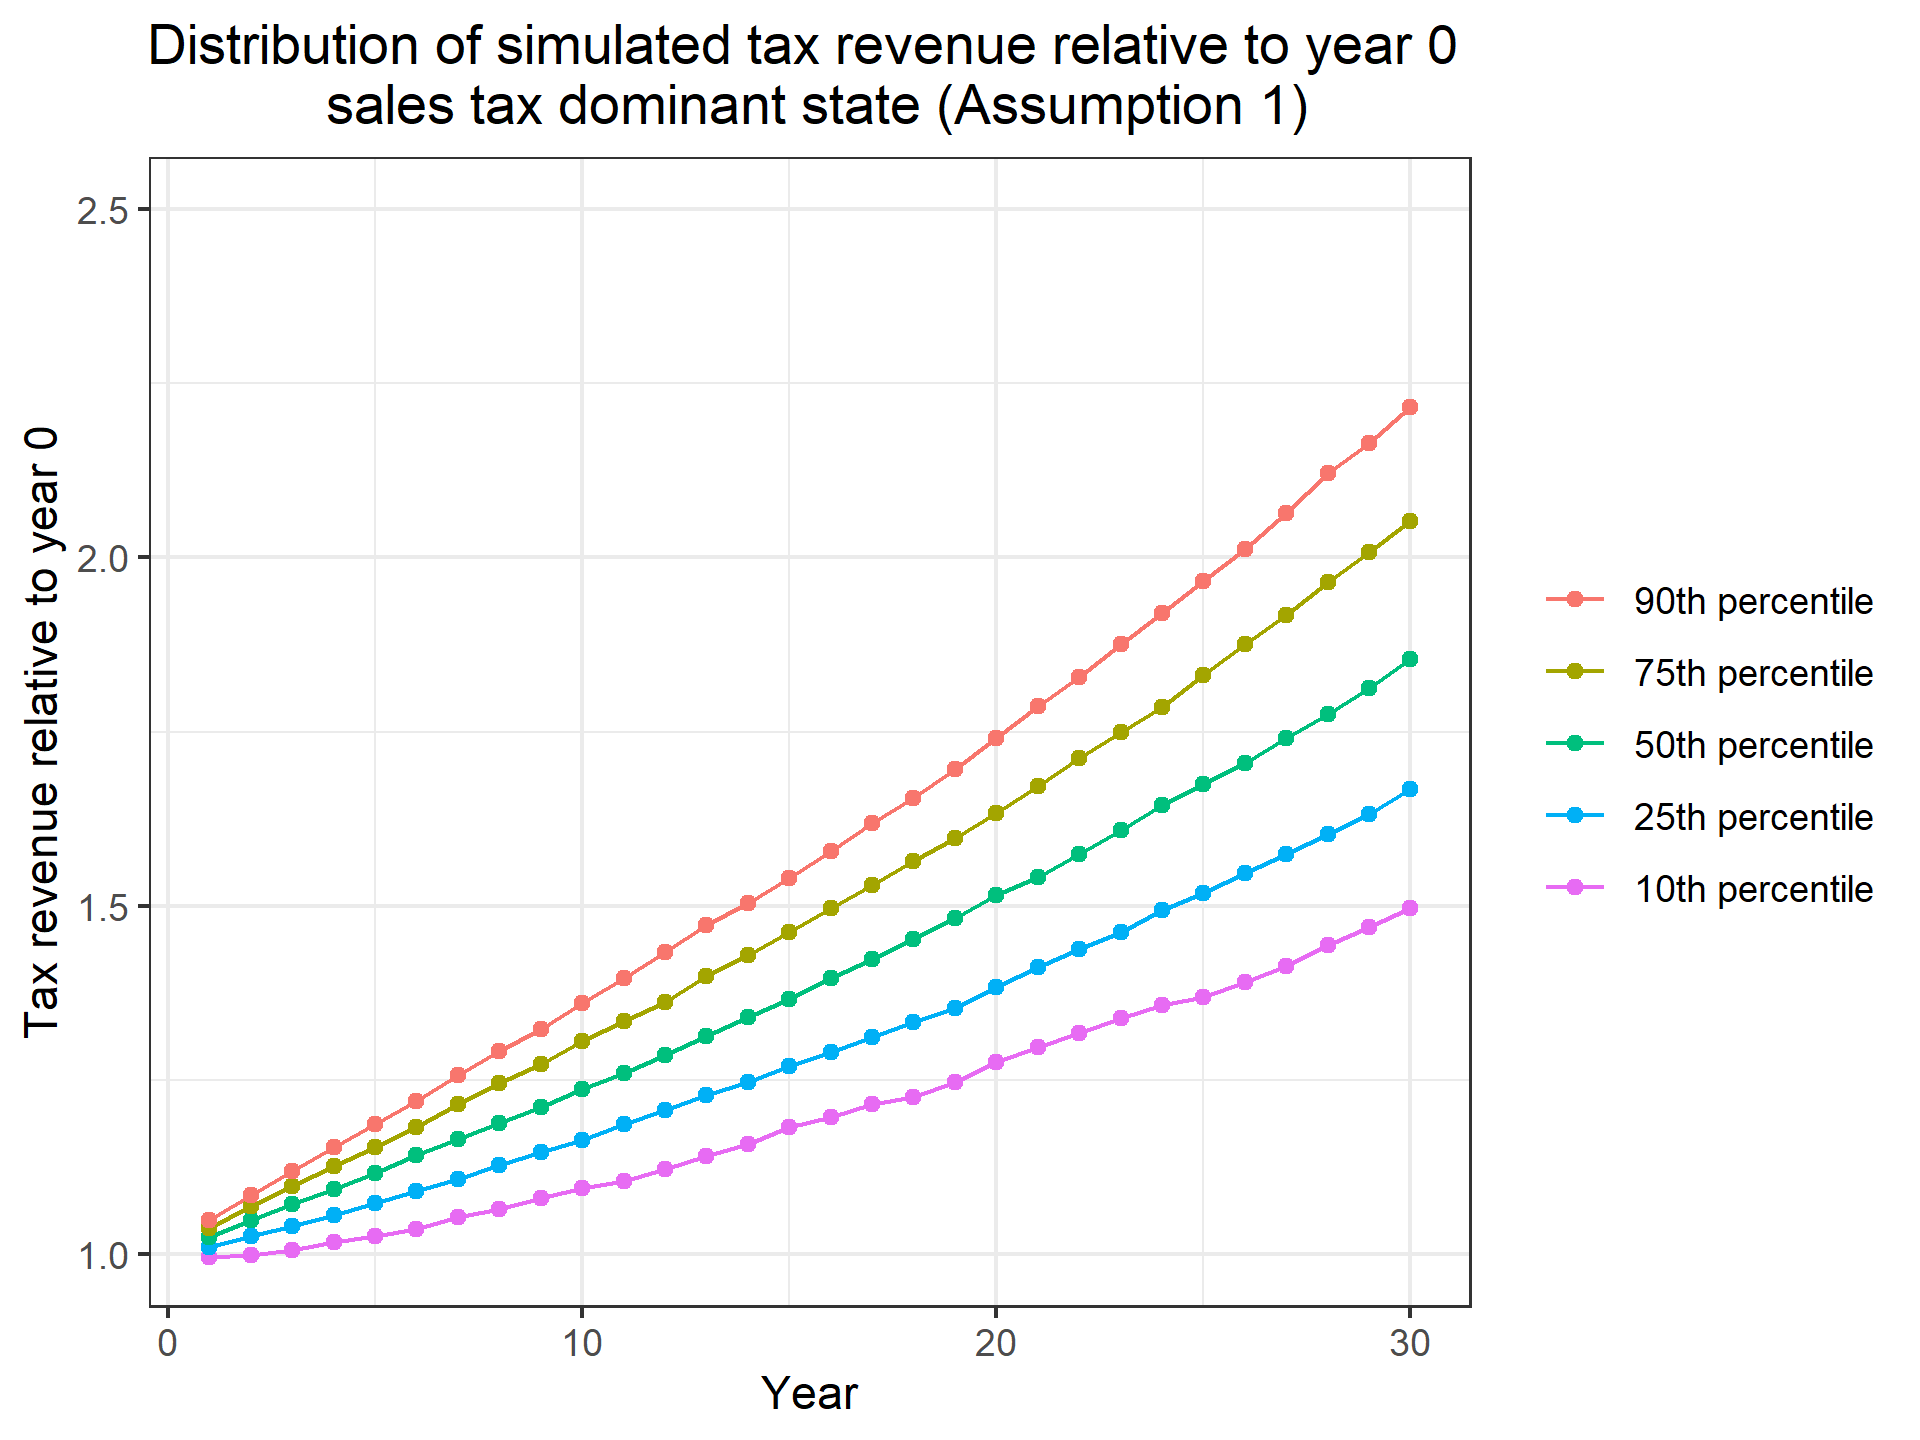 Distribution of simulated tax revenue relative to year 0
sales tax dominant state (Assumption 1)
Tax revenue relative to year 0
2.5
2.0
1.5
1.0
0
10
20
30
Year
90th percentile
75th percentile
50th percentile
25th percentile
10th percentile